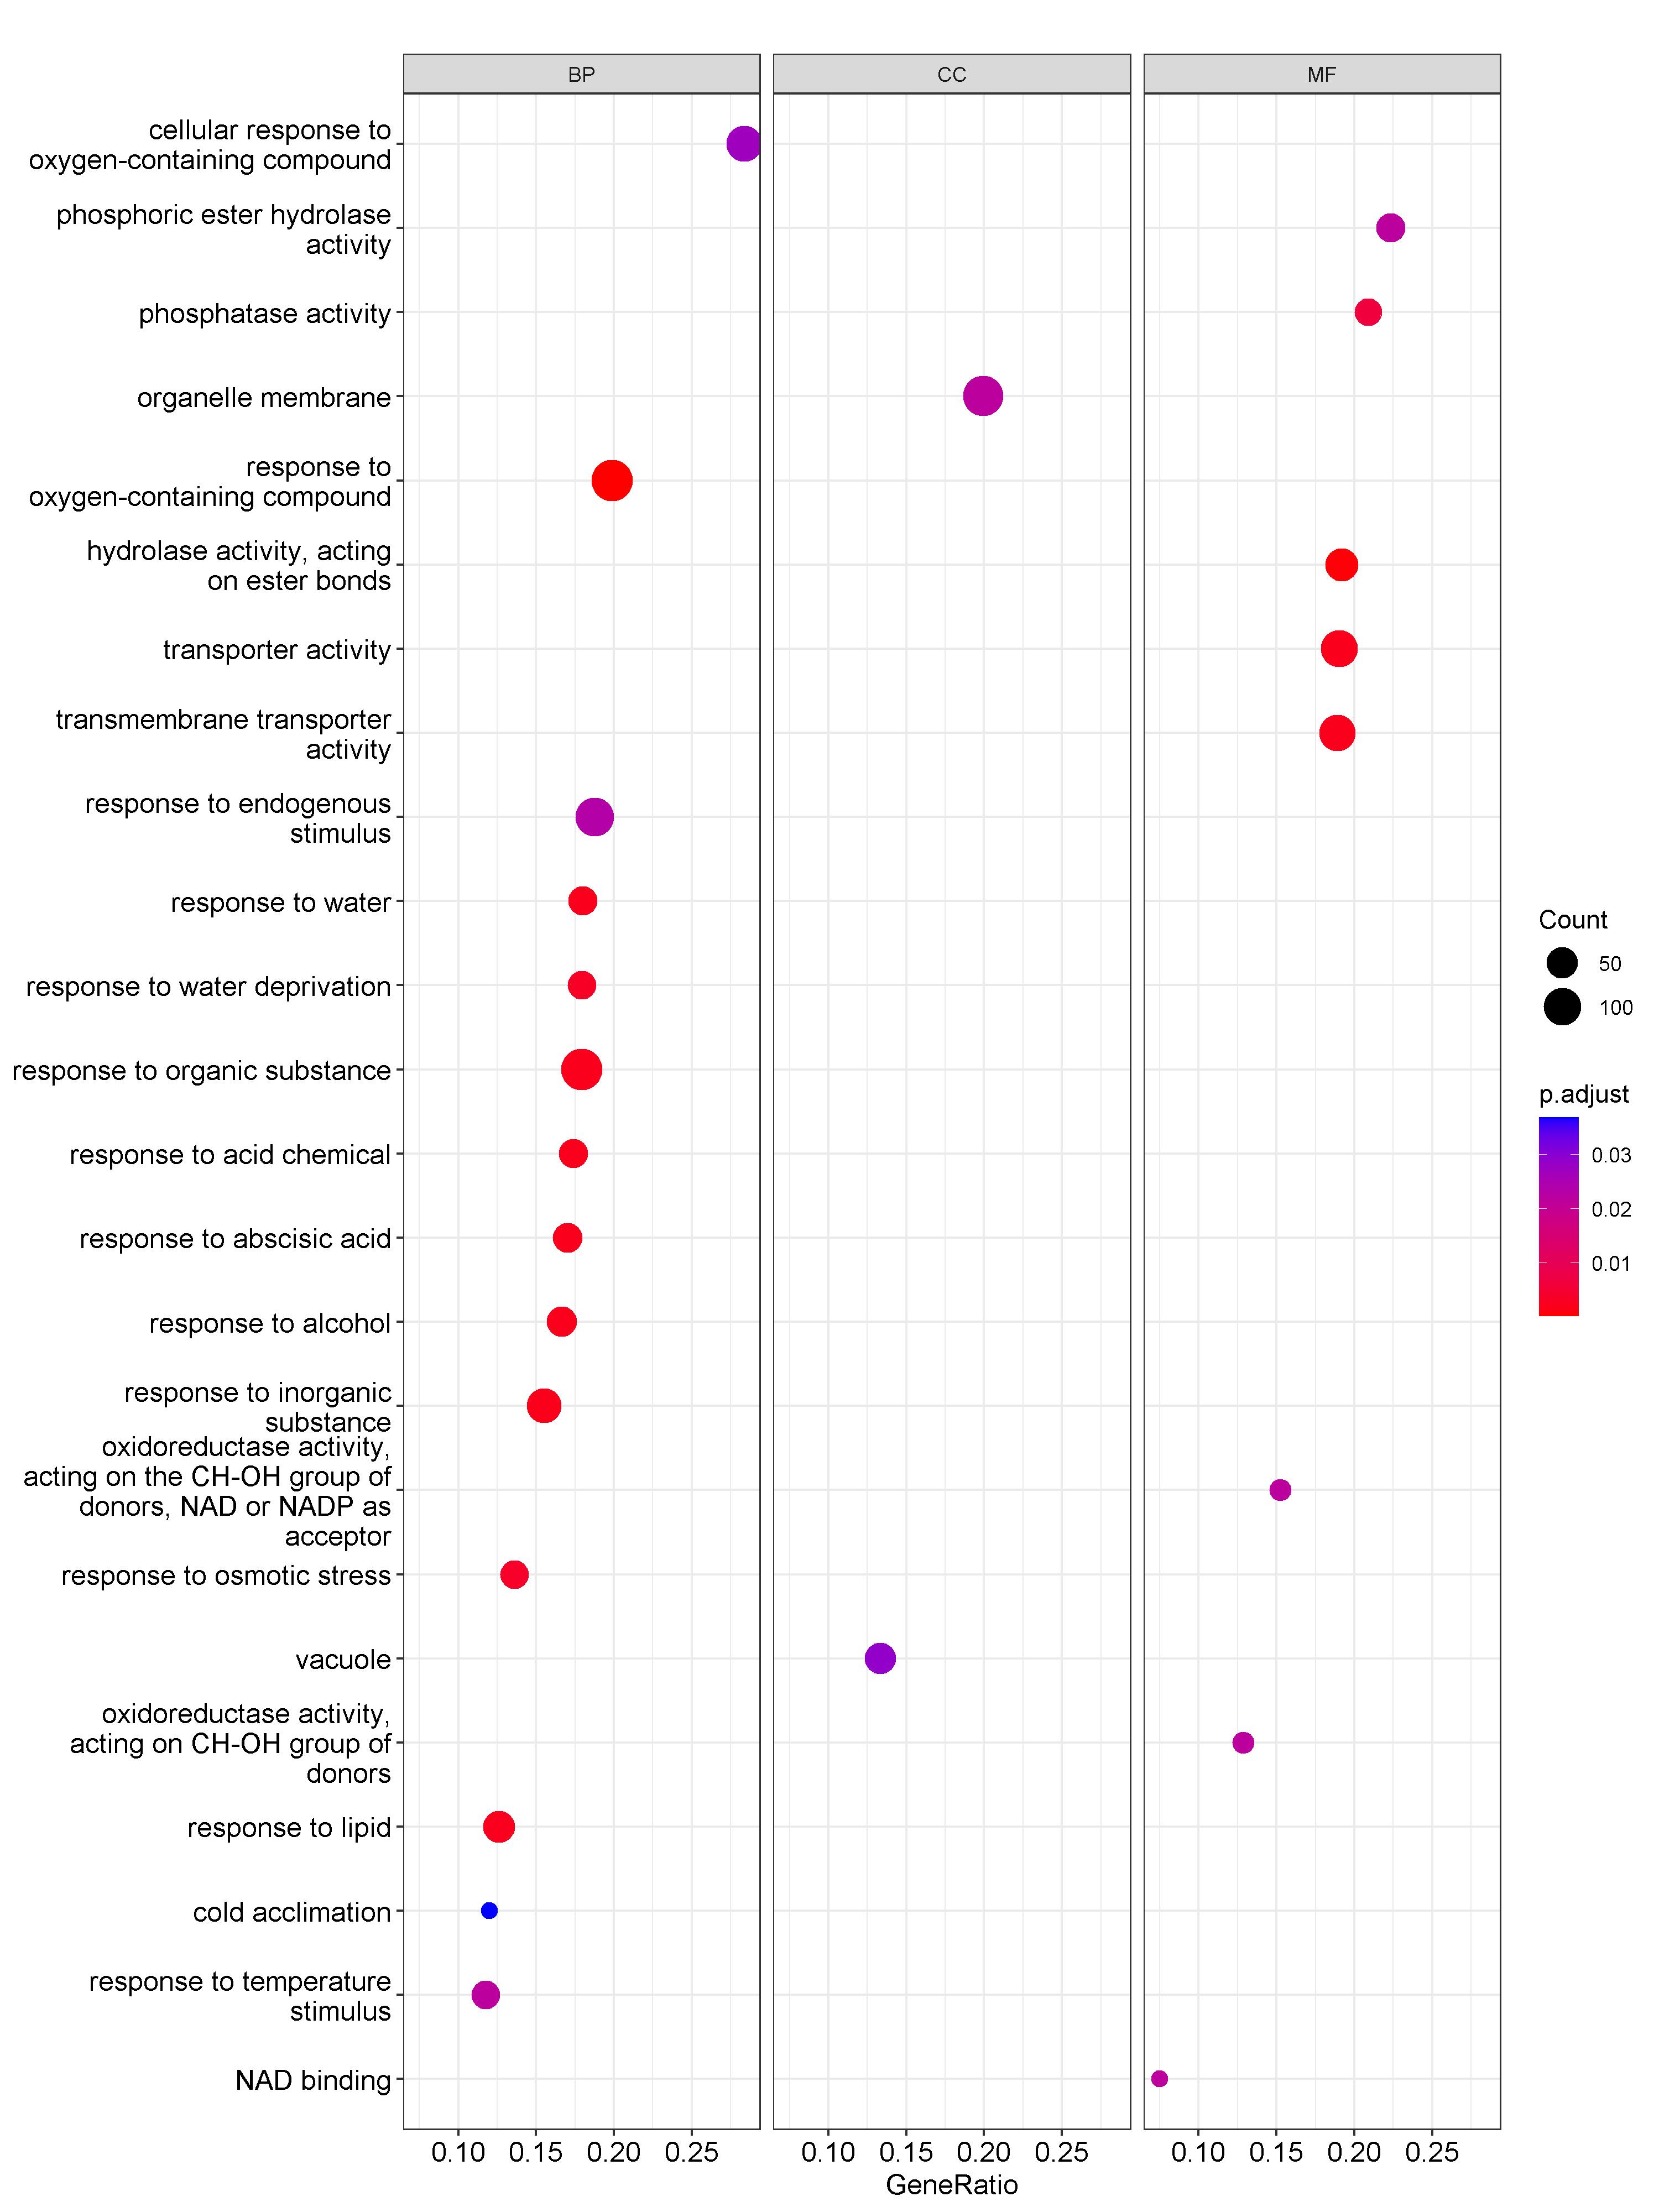 BP CC MF
cellular response to
oxygen-containing compound
phosphoric ester hydrolase
activity
phosphatase activity
organelle membrane
response to
oxygen-containing compound
hydrolase activity, acting
on ester bonds
transporter activity
transmembrane transporter
activity
response to endogenous
stimulus
response to water
response to water deprivation
response to organic substance
response to acid chemical
response to abscisic acid
response to alcohol
response to inorganic
substance
oxidoreductase activity,
acting on the CH-OH group of
donors, NAD or NADP as
acceptor
response to osmotic stress
vacuole
oxidoreductase activity,
acting on CH-OH group of
donors
response to lipid
cold acclimation
response to temperature
stimulus
NAD binding
0.10 0.15 0.20 0.25 0.10 0.15 0.20 0.25 0.10 0.15 0.20 0.25
GeneRatio
Count
50
100
p.adjust
0.03
0.02
0.01